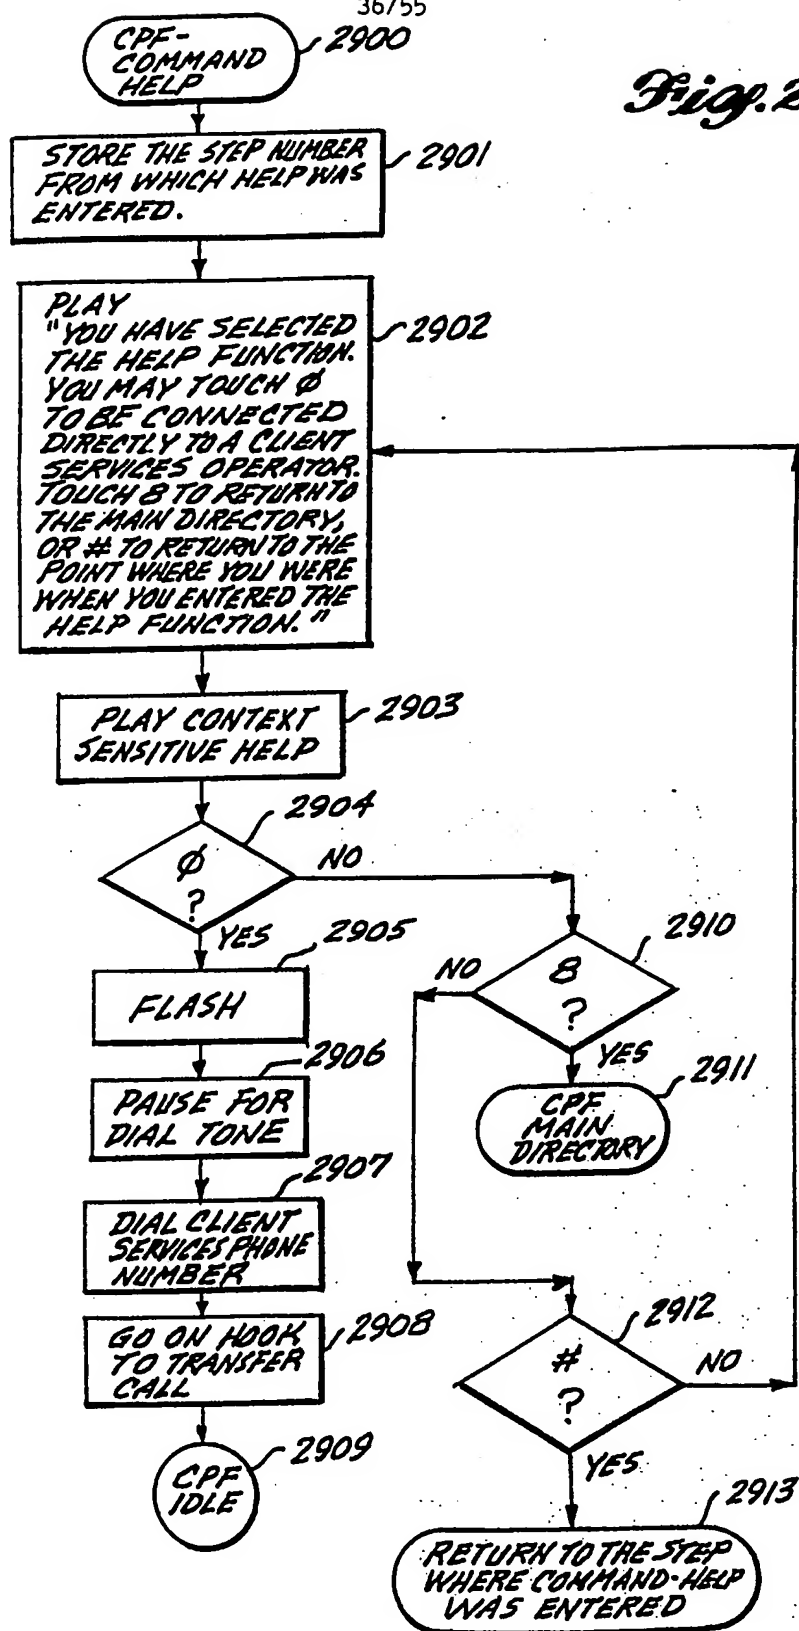 36/55
CPF-
COMMAND
HELP
2900
Fig. 2
STORE THE STEP NUMBER
FROM WHICH HELP WAS
ENTERED.
2901
PLAY
"YOU HAVE SELECTED
THE HELP FUNCTION.
YOU MAY TOUCH Ø
TO BE CONNECTED
DIRECTLY TO A CLIENT
SERVICES OPERATOR.
TOUCH 8 TO RETURN TO
THE MAIN DIRECTORY,
OR # TO RETURN TO THE
POINT WHERE YOU WERE
WHEN YOU ENTERED THE
HELP FUNCTION."
2902
PLAY CONTEXT
SENSITIVE HELP
2903
Ø
?
2904
NO
YES
FLASH
2905
8
?
2910
NO
YES
PAUSE FOR
DIAL TONE
2906
CPF
MAIN
DIRECTORY
2911
DIAL CLIENT
SERVICES PHONE
NUMBER
2907
GO ON HOOK
TO TRANSFER
CALL
2908
#
?
2912
NO
YES
CPF
IDLE
2909
RETURN TO THE STEP
WHERE COMMAND-HELP
WAS ENTERED
2913